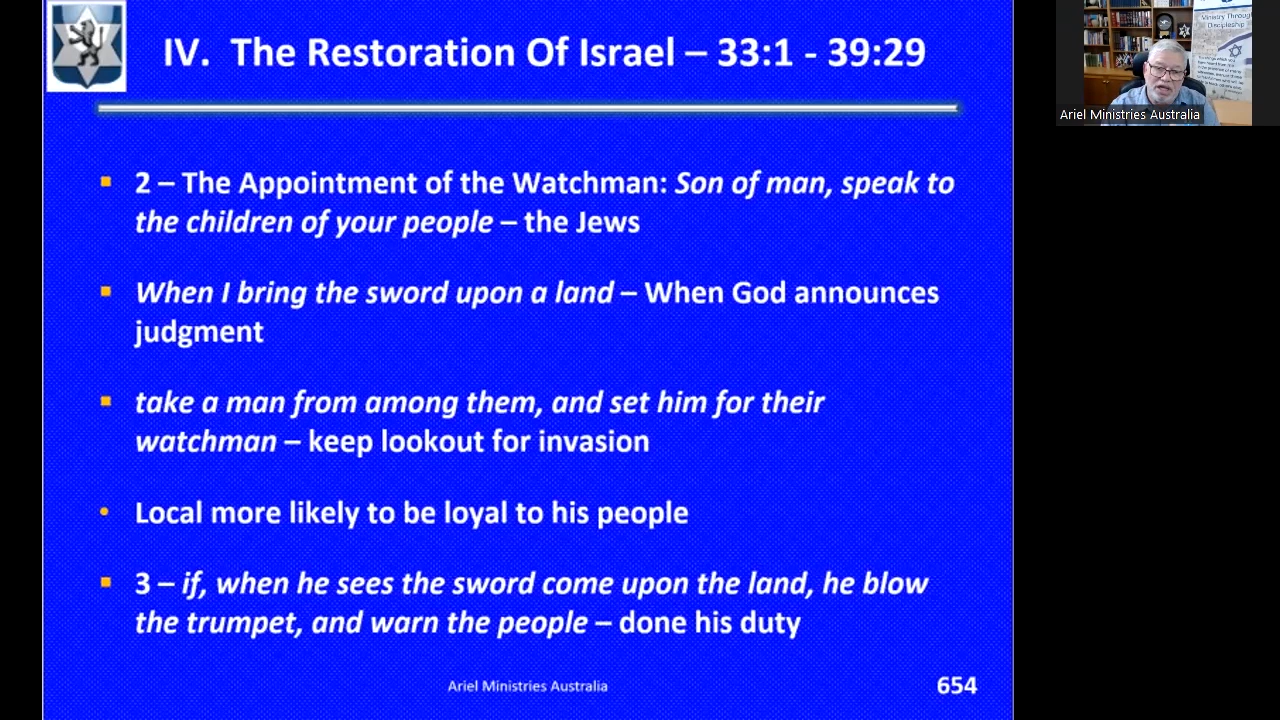 IV. The Restoration Of Israel – 33:1 - 39:29
2 – The Appointment of the Watchman: Son of man, speak to
the children of your people – the Jews
When I bring the sword upon a land – When God announces
judgment
take a man from among them, and set him for their
watchman – keep lookout for invasion
Local more likely to be loyal to his people
3 – if, when he sees the sword come upon the land, he blow
the trumpet, and warn the people – done his duty
Ariel Ministries Australia
654
Ministry Through
Discipleship
Ariel Ministries Australia